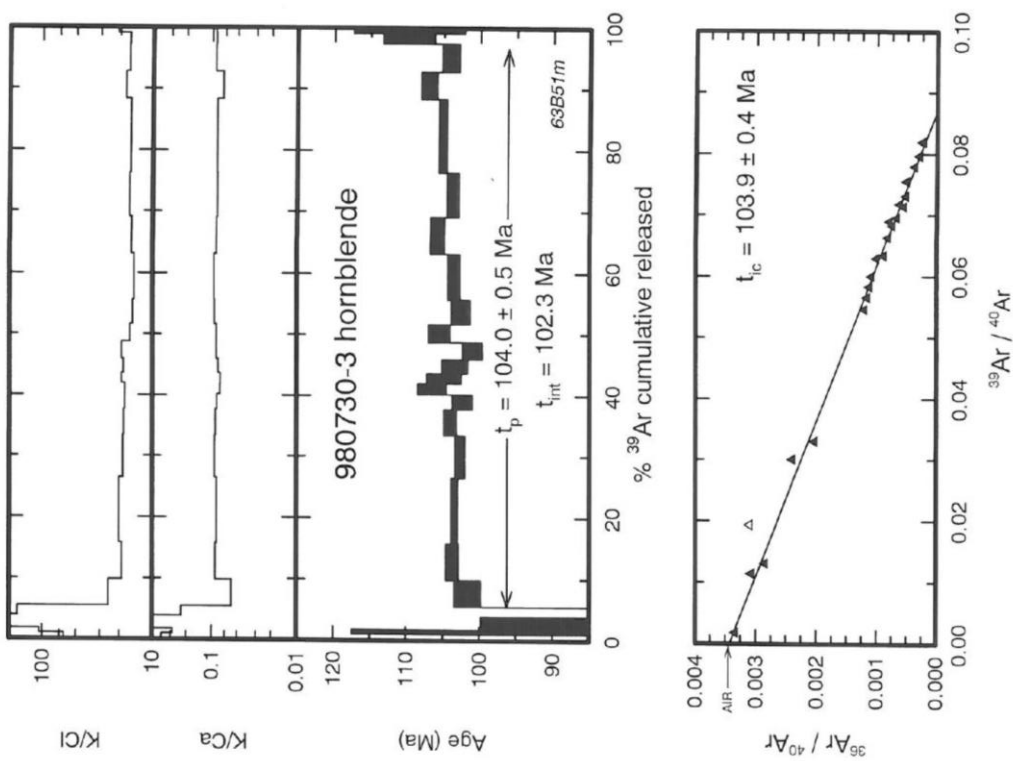 K/Cl
100
10
K/Ca
0.1
0.01
Age (Ma)
120
110
100
90
980730-3 hornblende
tₚ = 104.0 ± 0.5 Ma
t_int = 102.3 Ma
63B51m
0 20 40 60 80 100
% ³⁹Ar cumulative released
³⁶Ar / ⁴⁰Ar
0.004
AIR
0.003
0.002
0.001
0.000
t_ic = 103.9 ± 0.4 Ma
0.00 0.02 0.04 0.06 0.08 0.10
³⁹Ar / ⁴⁰Ar